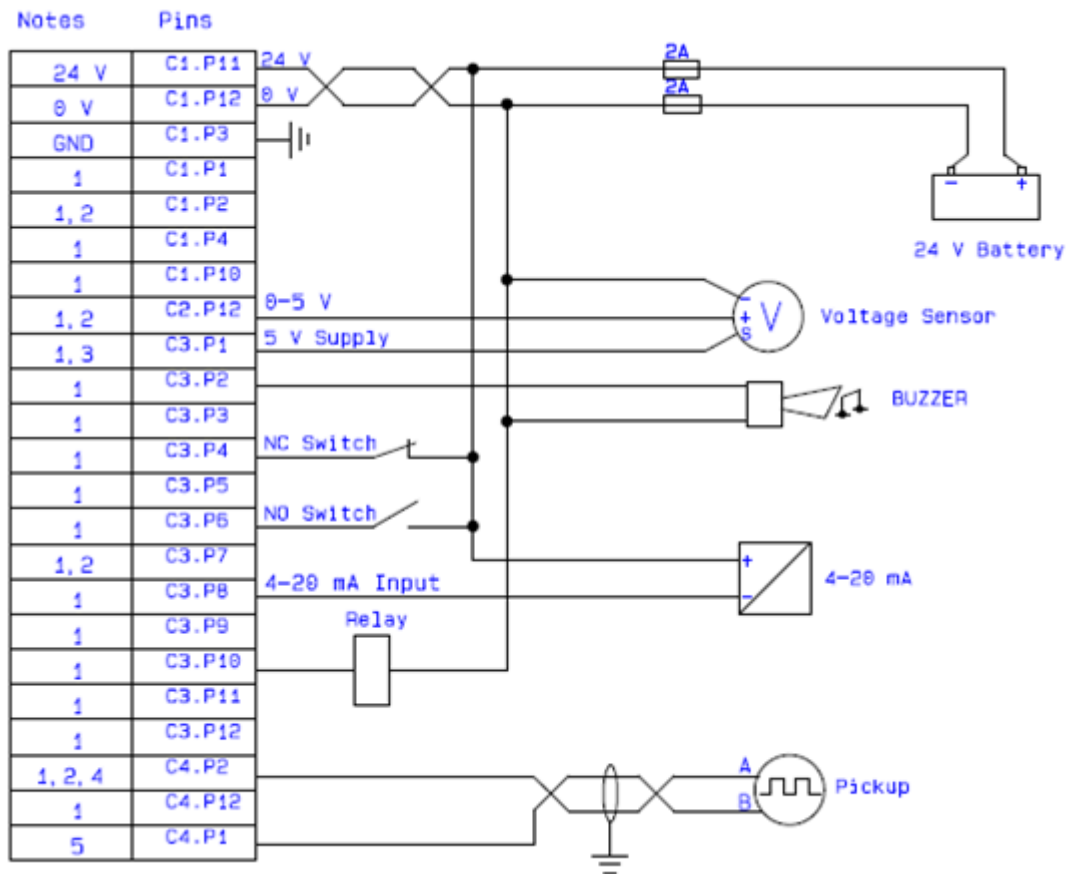 Notes Pins
2A
24 V C1.P11 24 V
2A
0 V C1.P12 0 V
GND C1.P3
1 C1.P1
- +
1,2 C1.P2
1 C1.P4
24 V Battery
1 C1.P10
-
1,2 C2.P12 0-5 V + V Voltage Sensor
S
1,3 C3.P1 5 V Supply
1 C3.P2
BUZZER
1 C3.P3
1 C3.P4 NC Switch
1 C3.P5
1 C3.P6 NO Switch
1,2 C3.P7 +
4-20 mA
1 C3.P8 4-20 mA Input -
1 C3.P9 Relay
1 C3.P10
1 C3.P11
1 C3.P12
1,2,4 C4.P2 A
Pickup
1 C4.P12 B
5 C4.P1